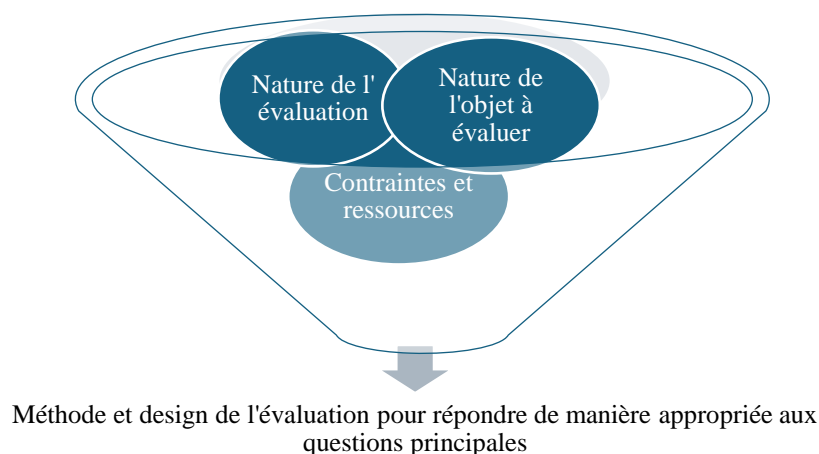 Nature de l'
évaluation
Nature de
l'objet à
évaluer
Contraintes et
ressources
Méthode et design de l'évaluation pour répondre de manière appropriée aux
questions principales